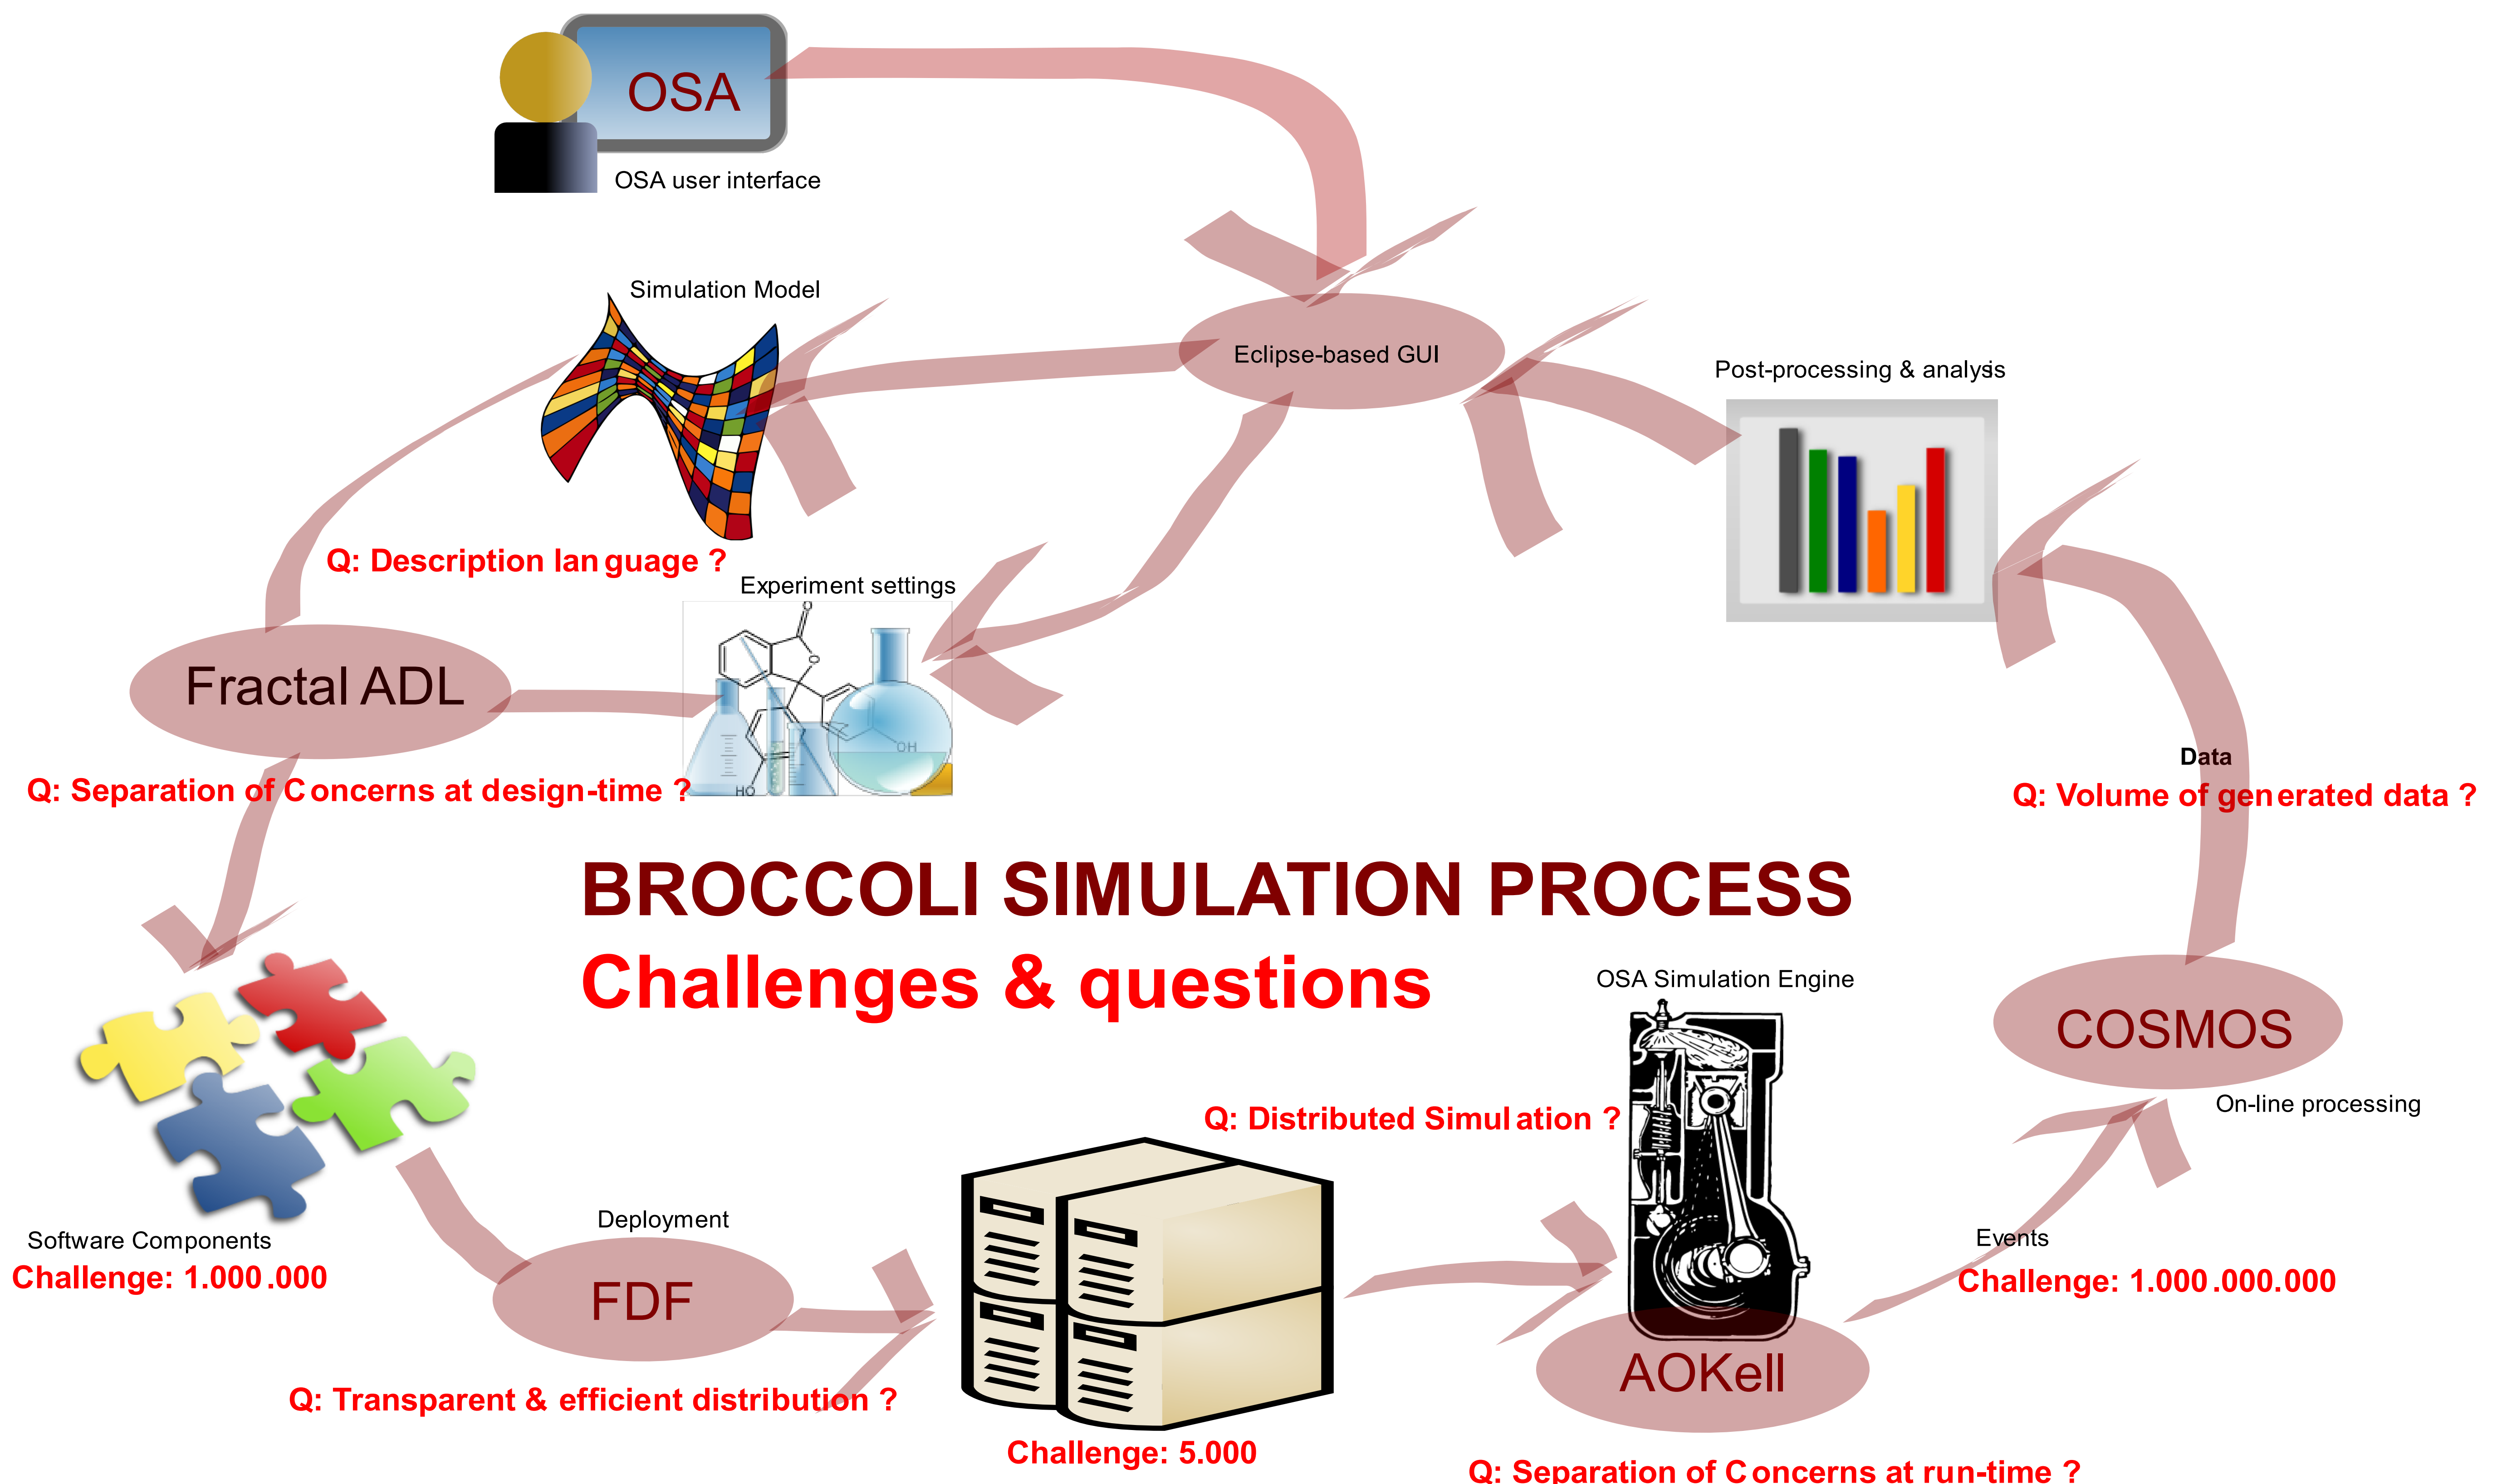 OSA
OSA user interface
Simulation Model
Eclipse-based GUI
Post-processing & analysis
Q: Description language ?
Experiment settings
O
O
OH
HO
Fractal ADL
Q: Separation of Concerns at design-time ?
Data
Q: Volume of generated data ?
BROCCOLI SIMULATION PROCESS
Challenges & questions
OSA Simulation Engine
COSMOS
On-line processing
Q: Distributed Simulation ?
Software Components
Challenge: 1.000.000
Deployment
FDF
Q: Transparent & efficient distribution ?
Challenge: 5.000
Events
Challenge: 1.000.000.000
AOKell
Q: Separation of Concerns at run-time ?